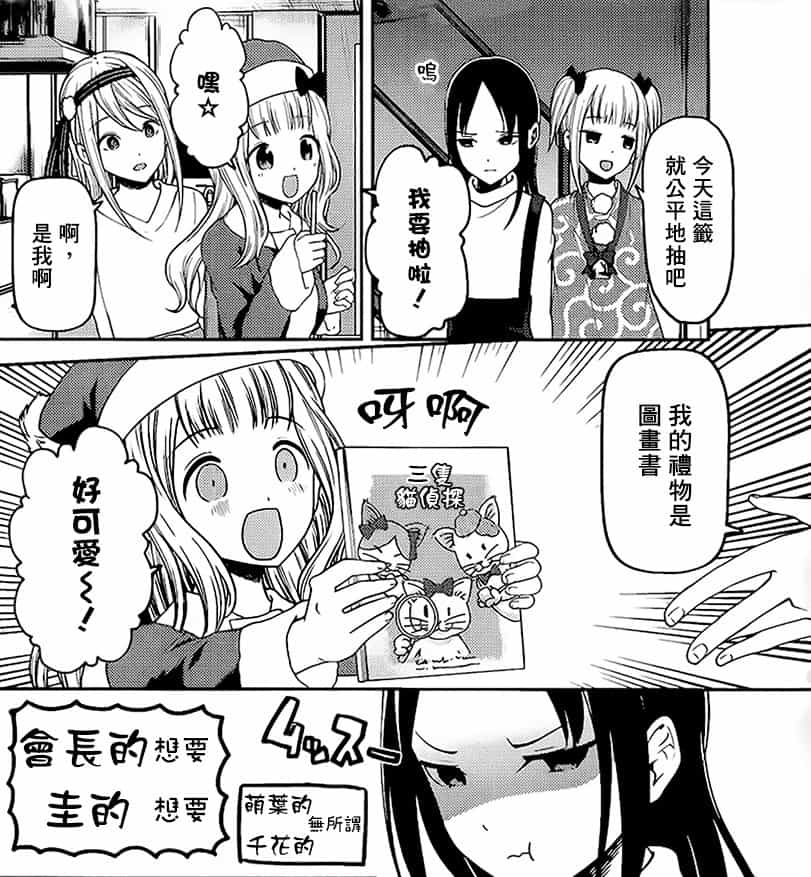 今天這籤
就公平地抽吧
嗚
我要抽啦！
嘿
☆
啊，
是我啊
我的禮物是
圖畫書
呀啊
三隻
貓偵探
好可愛～！
ムッスー
會長的 想要
圭的 想要
萌葉的
千花的
無所謂